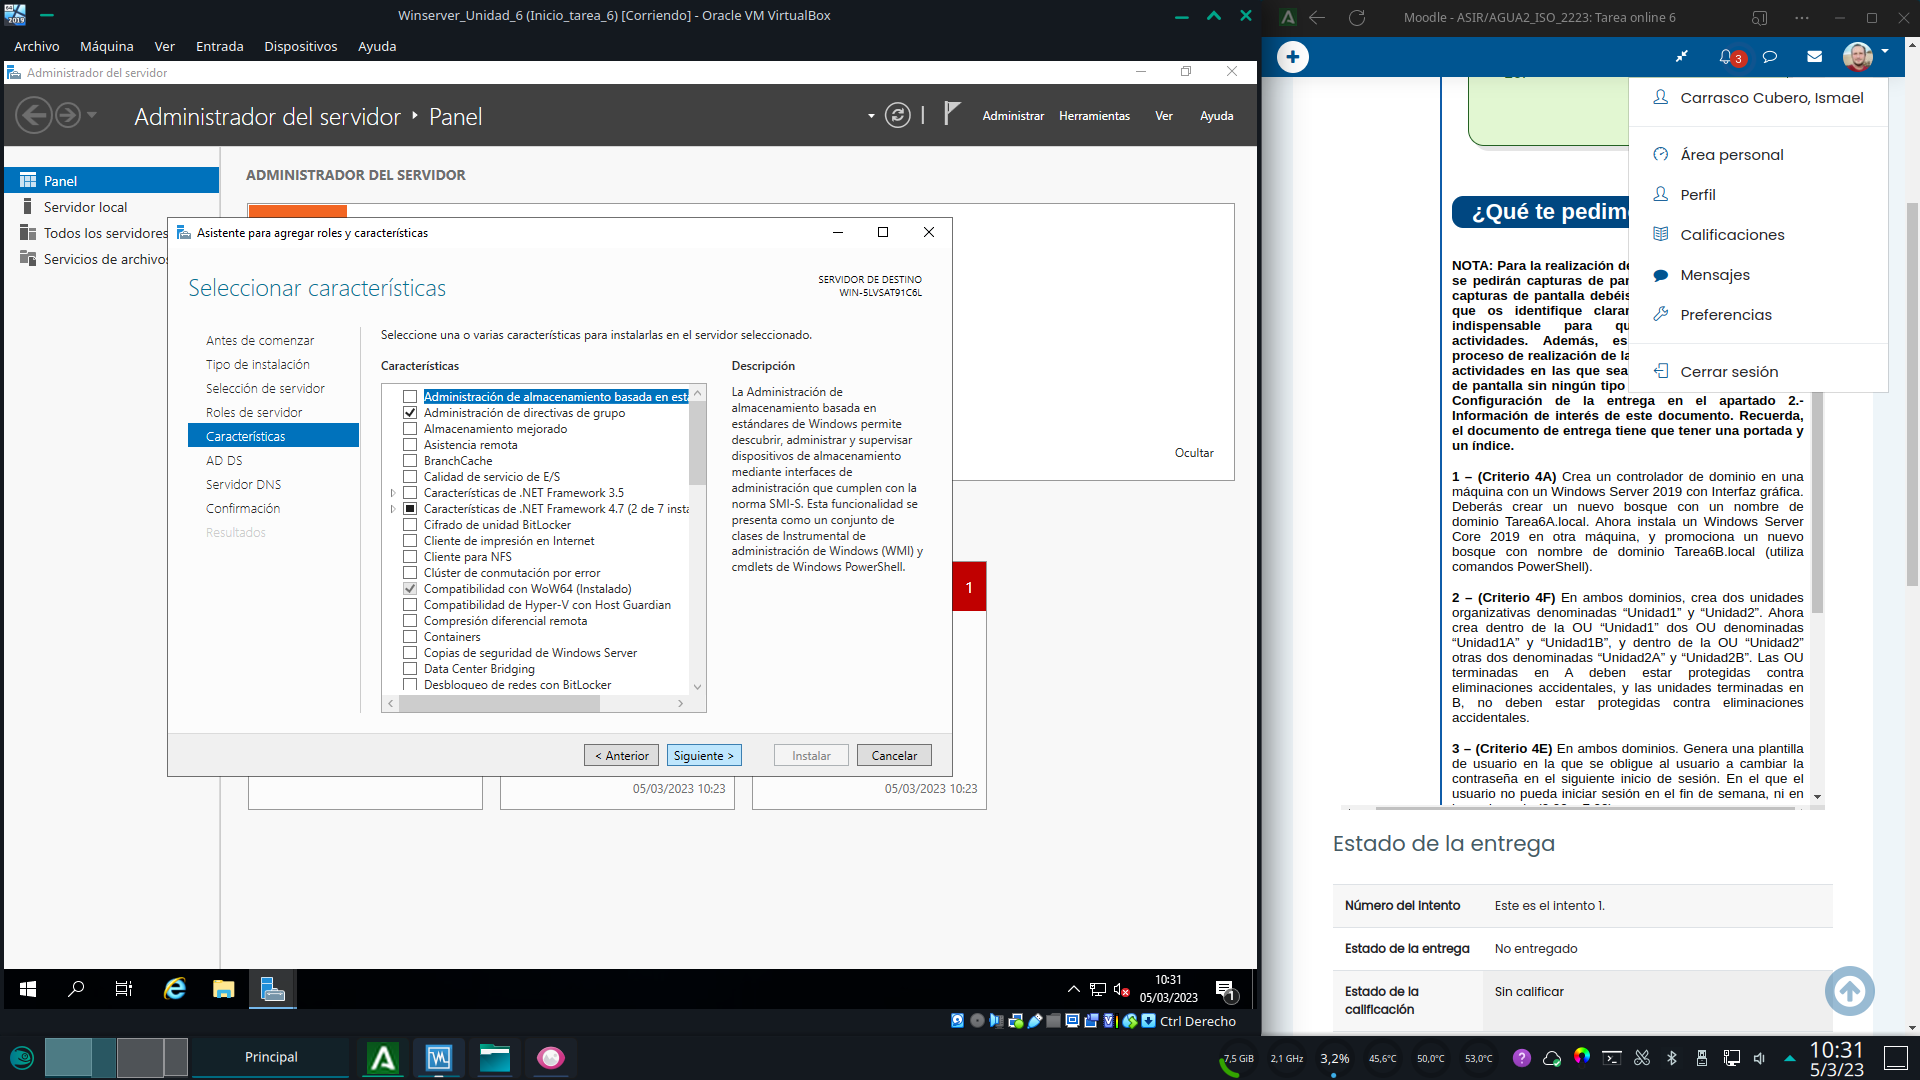 Winserver_Unidad_6 (Inicio_tarea_6) [Corriendo] - Oracle VM VirtualBox
Archivo Máquina Ver Entrada Dispositivos Ayuda
Administrador del servidor
Administrador del servidor ‣ Panel
Administrar Herramientas Ver Ayuda
Panel
Servidor local
Todos los servidores
Servicios de archivos
ADMINISTRADOR DEL SERVIDOR
Ocultar
1
05/03/2023 10:23
05/03/2023 10:23
Asistente para agregar roles y características
Seleccionar características
SERVIDOR DE DESTINO
WIN-5LVSAT91C6L
Antes de comenzar
Tipo de instalación
Selección de servidor
Roles de servidor
Características
AD DS
Servidor DNS
Confirmación
Resultados
Seleccione una o varias características para instalarlas en el servidor seleccionado.
Características
Administración de almacenamiento basada en está
Administración de directivas de grupo
Almacenamiento mejorado
Asistencia remota
BranchCache
Calidad de servicio de E/S
Características de .NET Framework 3.5
Características de .NET Framework 4.7 (2 de 7 insta
Cifrado de unidad BitLocker
Cliente de impresión en Internet
Cliente para NFS
Clúster de conmutación por error
Compatibilidad con WoW64 (Instalado)
Compatibilidad de Hyper-V con Host Guardian
Compresión diferencial remota
Containers
Copias de seguridad de Windows Server
Data Center Bridging
Desbloqueo de redes con BitLocker
Descripción
La Administración de
almacenamiento basada en
estándares de Windows permite
descubrir, administrar y supervisar
dispositivos de almacenamiento
mediante interfaces de
administración que cumplen con la
norma SMI-S. Esta funcionalidad se
presenta como un conjunto de
clases de Instrumental de
administración de Windows (WMI) y
cmdlets de Windows PowerShell.
< Anterior Siguiente > Instalar Cancelar
10:31
05/03/2023
1
Ctrl Derecho
Moodle - ASIR/AGUA2_ISO_2223: Tarea online 6
3
Carrasco Cubero, Ismael
Área personal
Perfil
Calificaciones
Mensajes
Preferencias
Cerrar sesión
¿Qué te pedim
NOTA: Para la realización de
se pedirán capturas de pan
capturas de pantalla debéis
que os identifique claram
indispensable para qu
actividades. Además, es
proceso de realización de la
actividades en las que sea
de pantalla sin ningún tipo
Configuración de la entrega en el apartado 2.-
Información de interés de este documento. Recuerda,
el documento de entrega tiene que tener una portada y
un índice.
1 – (Criterio 4A) Crea un controlador de dominio en una
máquina con un Windows Server 2019 con Interfaz gráfica.
Deberás crear un nuevo bosque con un nombre de
dominio Tarea6A.local. Ahora instala un Windows Server
Core 2019 en otra máquina, y promociona un nuevo
bosque con nombre de dominio Tarea6B.local (utiliza
comandos PowerShell).
2 – (Criterio 4F) En ambos dominios, crea dos unidades
organizativas denominadas “Unidad1” y “Unidad2”. Ahora
crea dentro de la OU “Unidad1” dos OU denominadas
“Unidad1A” y “Unidad1B”, y dentro de la OU “Unidad2”
otras dos denominadas “Unidad2A” y “Unidad2B”. Las OU
terminadas en A deben estar protegidas contra
eliminaciones accidentales, y las unidades terminadas en
B, no deben estar protegidas contra eliminaciones
accidentales.
3 – (Criterio 4E) En ambos dominios. Genera una plantilla
de usuario en la que se obligue al usuario a cambiar la
contraseña en el siguiente inicio de sesión. En el que el
usuario no pueda iniciar sesión en el fin de semana, ni en
Estado de la entrega
Número del intento Este es el intento 1.
Estado de la entrega No entregado
Estado de la calificación Sin calificar
Principal
7,5 GiB 2,1 GHz 3,2% 45,6°C 50,0°C 53,0°C
10:31
5/3/23